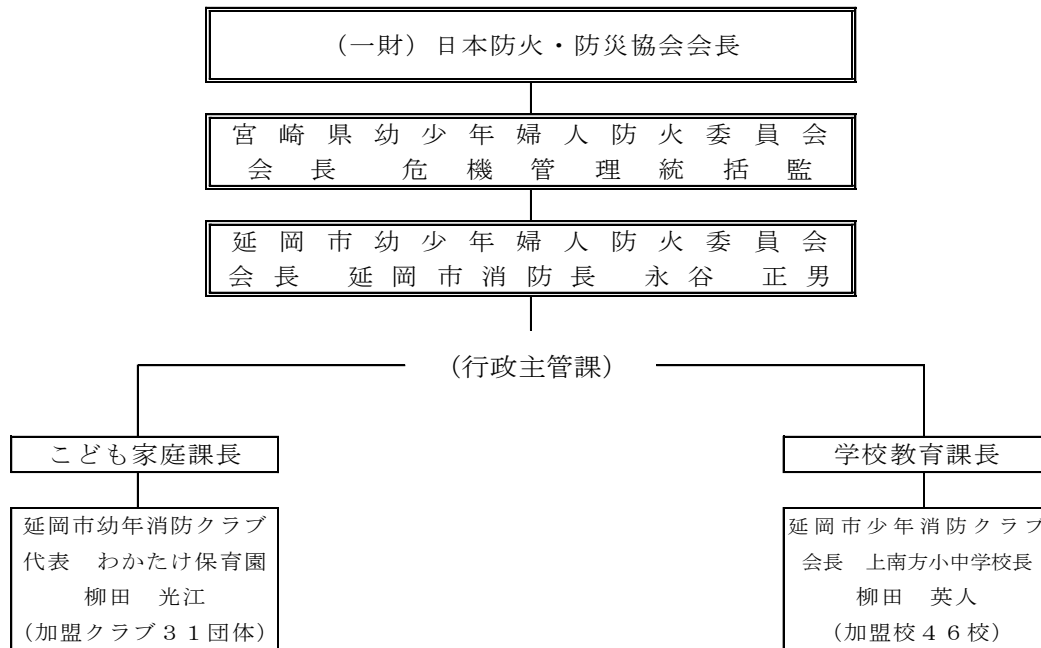 （一財）日本防火・防災協会会長
宮崎県幼少年婦人防火委員会
会長　危機管理統括監
延岡市幼少年婦人防火委員会
会長　延岡市消防長　永谷　正男
（行政主管課）
こども家庭課長
学校教育課長
延岡市幼年消防クラブ
代表　わかたけ保育園
柳田　光江
（加盟クラブ３１団体）
延岡市少年消防クラブ
会長　上南方小中学校長
柳田　英人
（加盟校４６校）